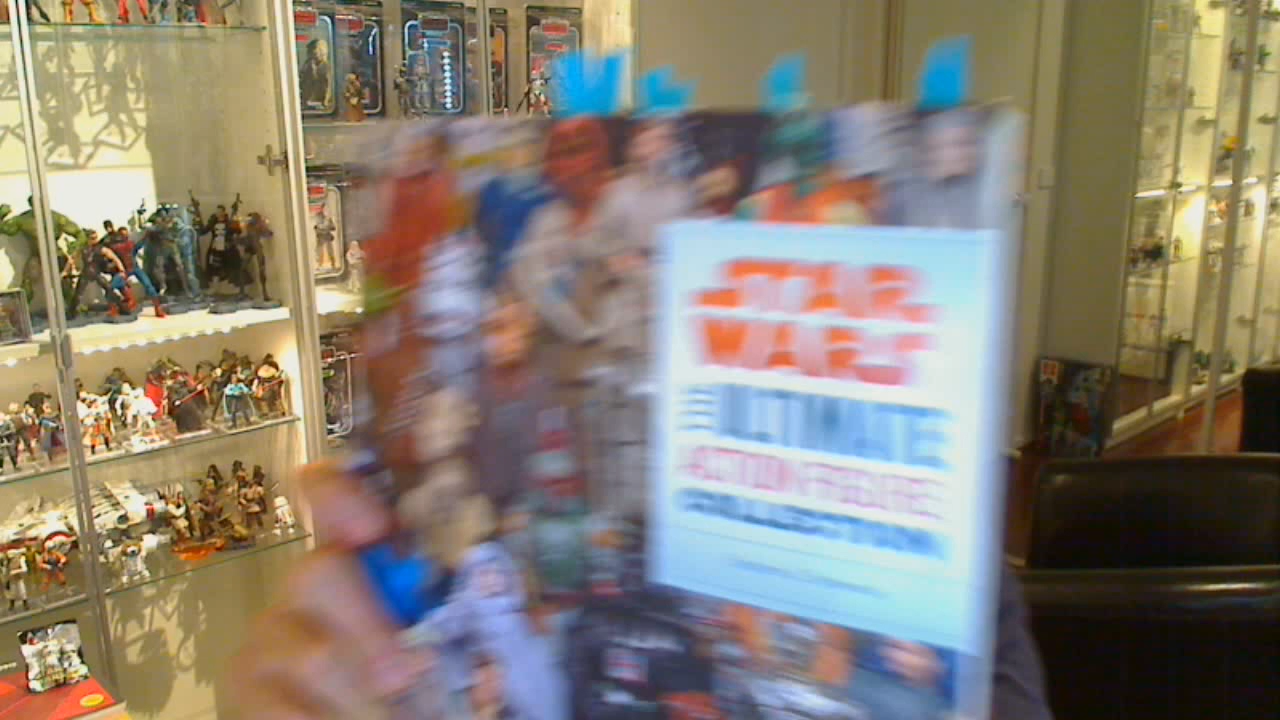 STAR
WARS
THE ULTIMATE
ACTION FIGURE
COLLECTION